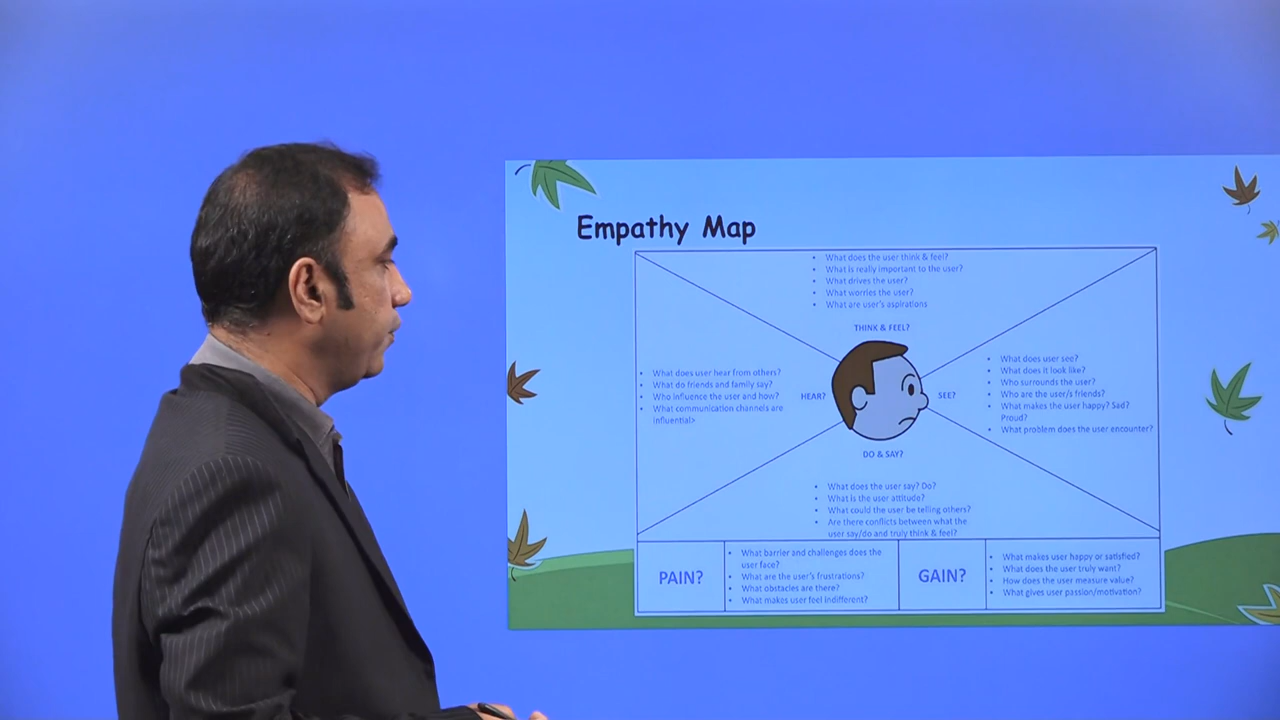 Empathy Map
• What does the user think & feel?
• What is really important to the user?
• What drives the user?
• What worries the user?
• What are user's aspirations
THINK & FEEL?
• What does user hear from others?
• What do friends and family say?
• Who influence the user and how?
• What communication channels are
influential>
HEAR?
SEE?
• What does user see?
• What does it look like?
• Who surrounds the user?
• Who are the user/s friends?
• What makes the user happy? Sad?
Proud?
• What problem does the user encounter?
DO & SAY?
• What does the user say? Do?
• What is the user attitude?
• What could the user be telling others?
• Are there conflicts between what the
user say/do and truly think & feel?
PAIN?
• What barrier and challenges does the
user face?
• What are the user's frustrations?
• What obstacles are there?
• What makes user feel indifferent?
GAIN?
• What makes user happy or satisfied?
• What does the user truly want?
• How does the user measure value?
• What gives user passion/motivation?